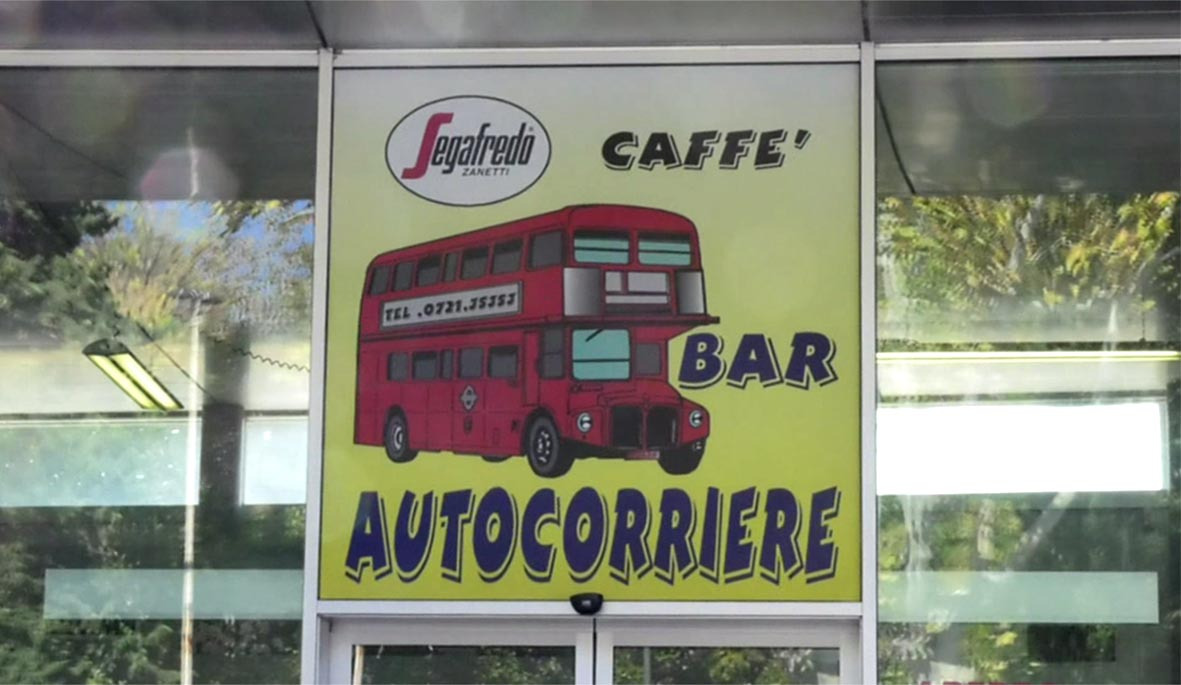 Segafredo
ZANETTI
CAFFE'
TEL .0721.35353
BAR
AUTOCORRIERE